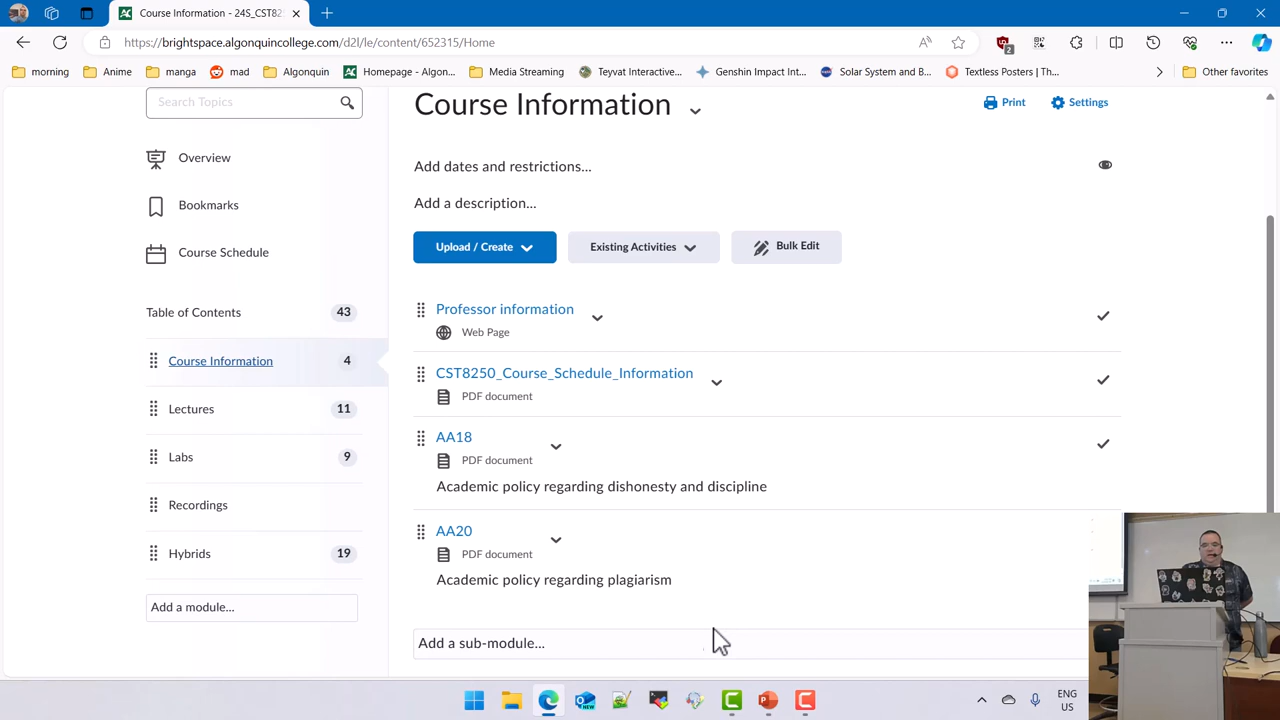 Course Information - 24S_CST825
https://brightspace.algonquincollege.com/d2l/le/content/652315/Home
2
morning
Anime
manga
mad
Algonquin
Homepage - Algon...
Media Streaming
Teyvat Interactive...
Genshin Impact Int...
Solar System and B...
Textless Posters | Th...
Other favorites
Search Topics
Overview
Bookmarks
Course Schedule
Table of Contents 43
Course Information 4
Lectures 11
Labs 9
Recordings
Hybrids 19
Add a module...
Course Information
Print
Settings
Add dates and restrictions...
Add a description...
Upload / Create
Existing Activities
Bulk Edit
Professor information
Web Page
CST8250_Course_Schedule_Information
PDF document
AA18
PDF document
Academic policy regarding dishonesty and discipline
AA20
PDF document
Academic policy regarding plagiarism
Add a sub-module...
ENG
US